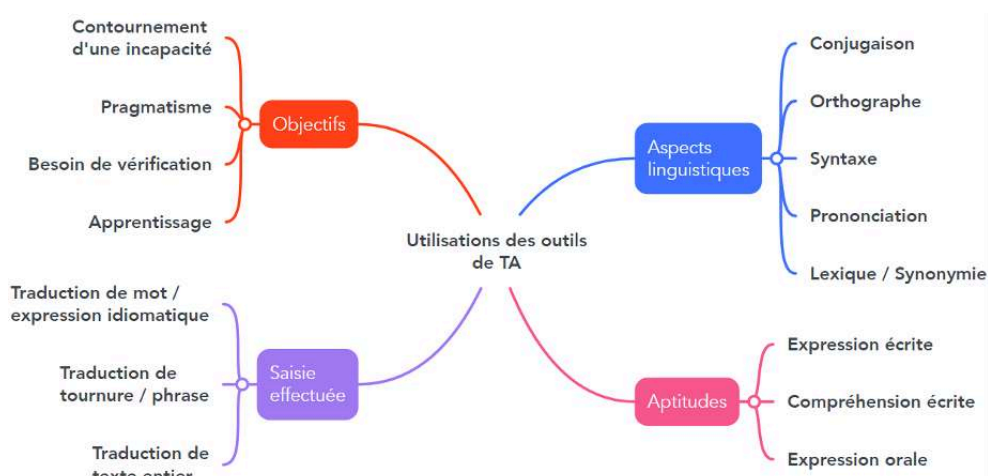 Contournement
d'une incapacité
Pragmatisme
Besoin de vérification
Apprentissage
Objectifs
Aspects
linguistiques
Conjugaison
Orthographe
Syntaxe
Prononciation
Lexique / Synonymie
Utilisations des outils
de TA
Traduction de mot /
expression idiomatique
Traduction de
tournure / phrase
Traduction de
texte entier
Saisie
effectuée
Aptitudes
Expression écrite
Compréhension écrite
Expression orale